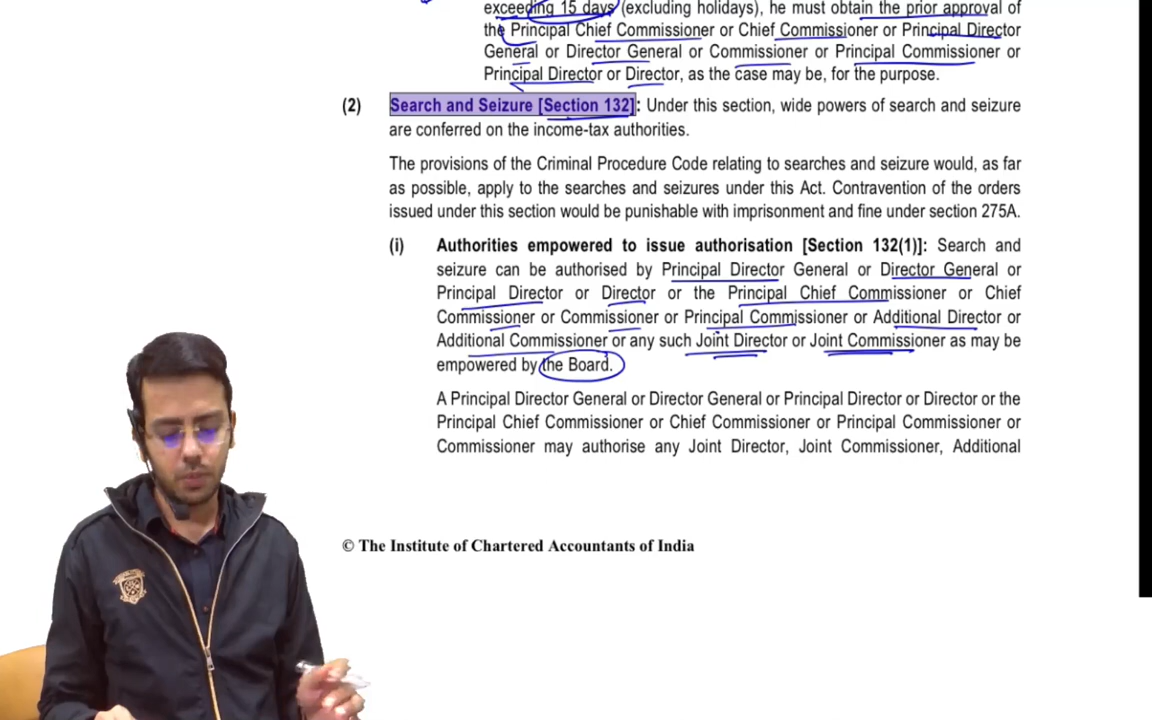 exceeding 15 days (excluding holidays), he must obtain the prior approval of
the Principal Chief Commissioner or Chief Commissioner or Principal Director
General or Director General or Commissioner or Principal Commissioner or
Principal Director or Director, as the case may be, for the purpose.
(2) Search and Seizure [Section 132]: Under this section, wide powers of search and seizure
are conferred on the income-tax authorities.
The provisions of the Criminal Procedure Code relating to searches and seizure would, as far
as possible, apply to the searches and seizures under this Act. Contravention of the orders
issued under this section would be punishable with imprisonment and fine under section 275A.
(i) Authorities empowered to issue authorisation [Section 132(1)]: Search and
seizure can be authorised by Principal Director General or Director General or
Principal Director or Director or the Principal Chief Commissioner or Chief
Commissioner or Commissioner or Principal Commissioner or Additional Director or
Additional Commissioner or any such Joint Director or Joint Commissioner as may be
empowered by the Board.
A Principal Director General or Director General or Principal Director or Director or the
Principal Chief Commissioner or Chief Commissioner or Principal Commissioner or
Commissioner may authorise any Joint Director, Joint Commissioner, Additional
© The Institute of Chartered Accountants of India